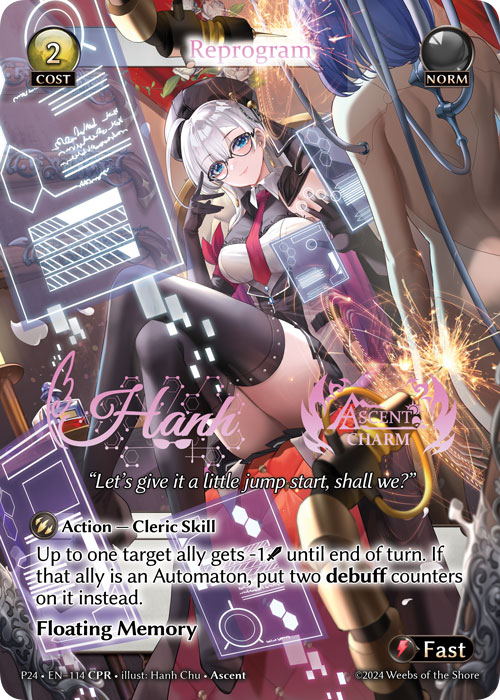 2
COST
Reprogram
NORM
Hanh
ASCENT
CHARM
“Let's give it a little jump start, shall we?”
Action — Cleric Skill
Up to one target ally gets -1 until end of turn. If
that ally is an Automaton, put two debuff counters
on it instead.
Floating Memory
Fast
P24 • EN-114 CPR • illust: Hanh Chu • Ascent
©2024 Weebs of the Shore